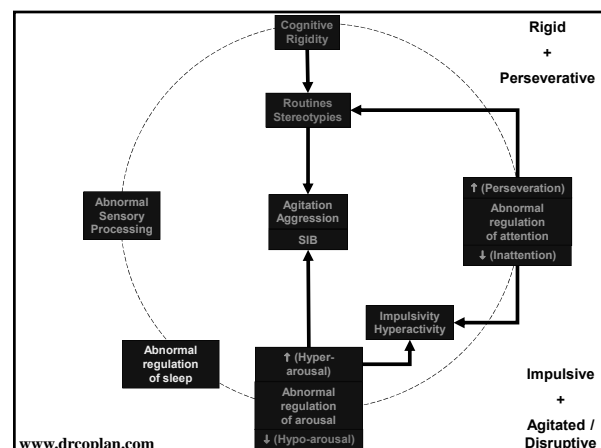 Cognitive
Rigidity
Rigid
+
Perseverative
Routines
Stereotypies
Abnormal
Sensory
Processing
Agitation
Aggression
SIB
↑ (Perseveration)
Abnormal
regulation
of attention
↓ (Inattention)
Impulsivity
Hyperactivity
Abnormal
regulation
of sleep
↑ (Hyper-
arousal)
Abnormal
regulation
of arousal
↓ (Hypo-arousal)
Impulsive
+
Agitated /
Disruptive
www.drcoplan.com